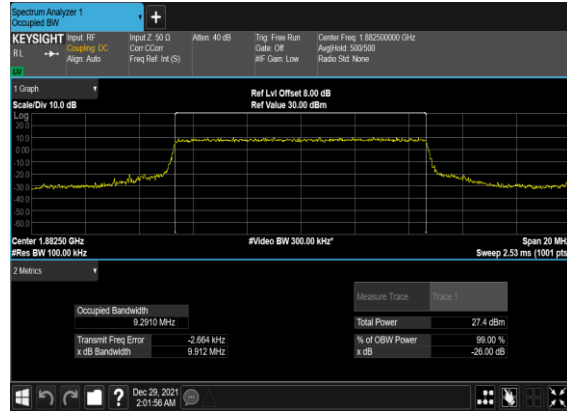 Spectrum Analyzer 1
Occupied BW
KEYSIGHT Input: RF Input Z: 50 Ω Atten: 40 dB Trig: Free Run Center Freq: 1.882500000 GHz
RL Coupling: DC Corr CCorr Gate: Off Avg|Hold: 500/500
Align: Auto Freq Ref: Int (S) #IF Gain: Low Radio Std: None
1 Graph
Ref Lvl Offset 8.00 dB
Scale/Div 10.0 dB Ref Value 30.00 dBm
Log
20.0
10.0
0.00
-10.0
-20.0
-30.0
-40.0
-50.0
-60.0
Center 1.88250 GHz #Video BW 300.00 kHz* Span 20 MHz
#Res BW 100.00 kHz Sweep 2.53 ms (1001 pts
2 Metrics
Measure Trace Trace 1
Occupied Bandwidth
9.2910 MHz Total Power 27.4 dBm
Transmit Freq Error -2.664 kHz % of OBW Power 99.00 %
x dB Bandwidth 9.912 MHz x dB -26.00 dB
? Dec 29, 2021
2:01:56 AM